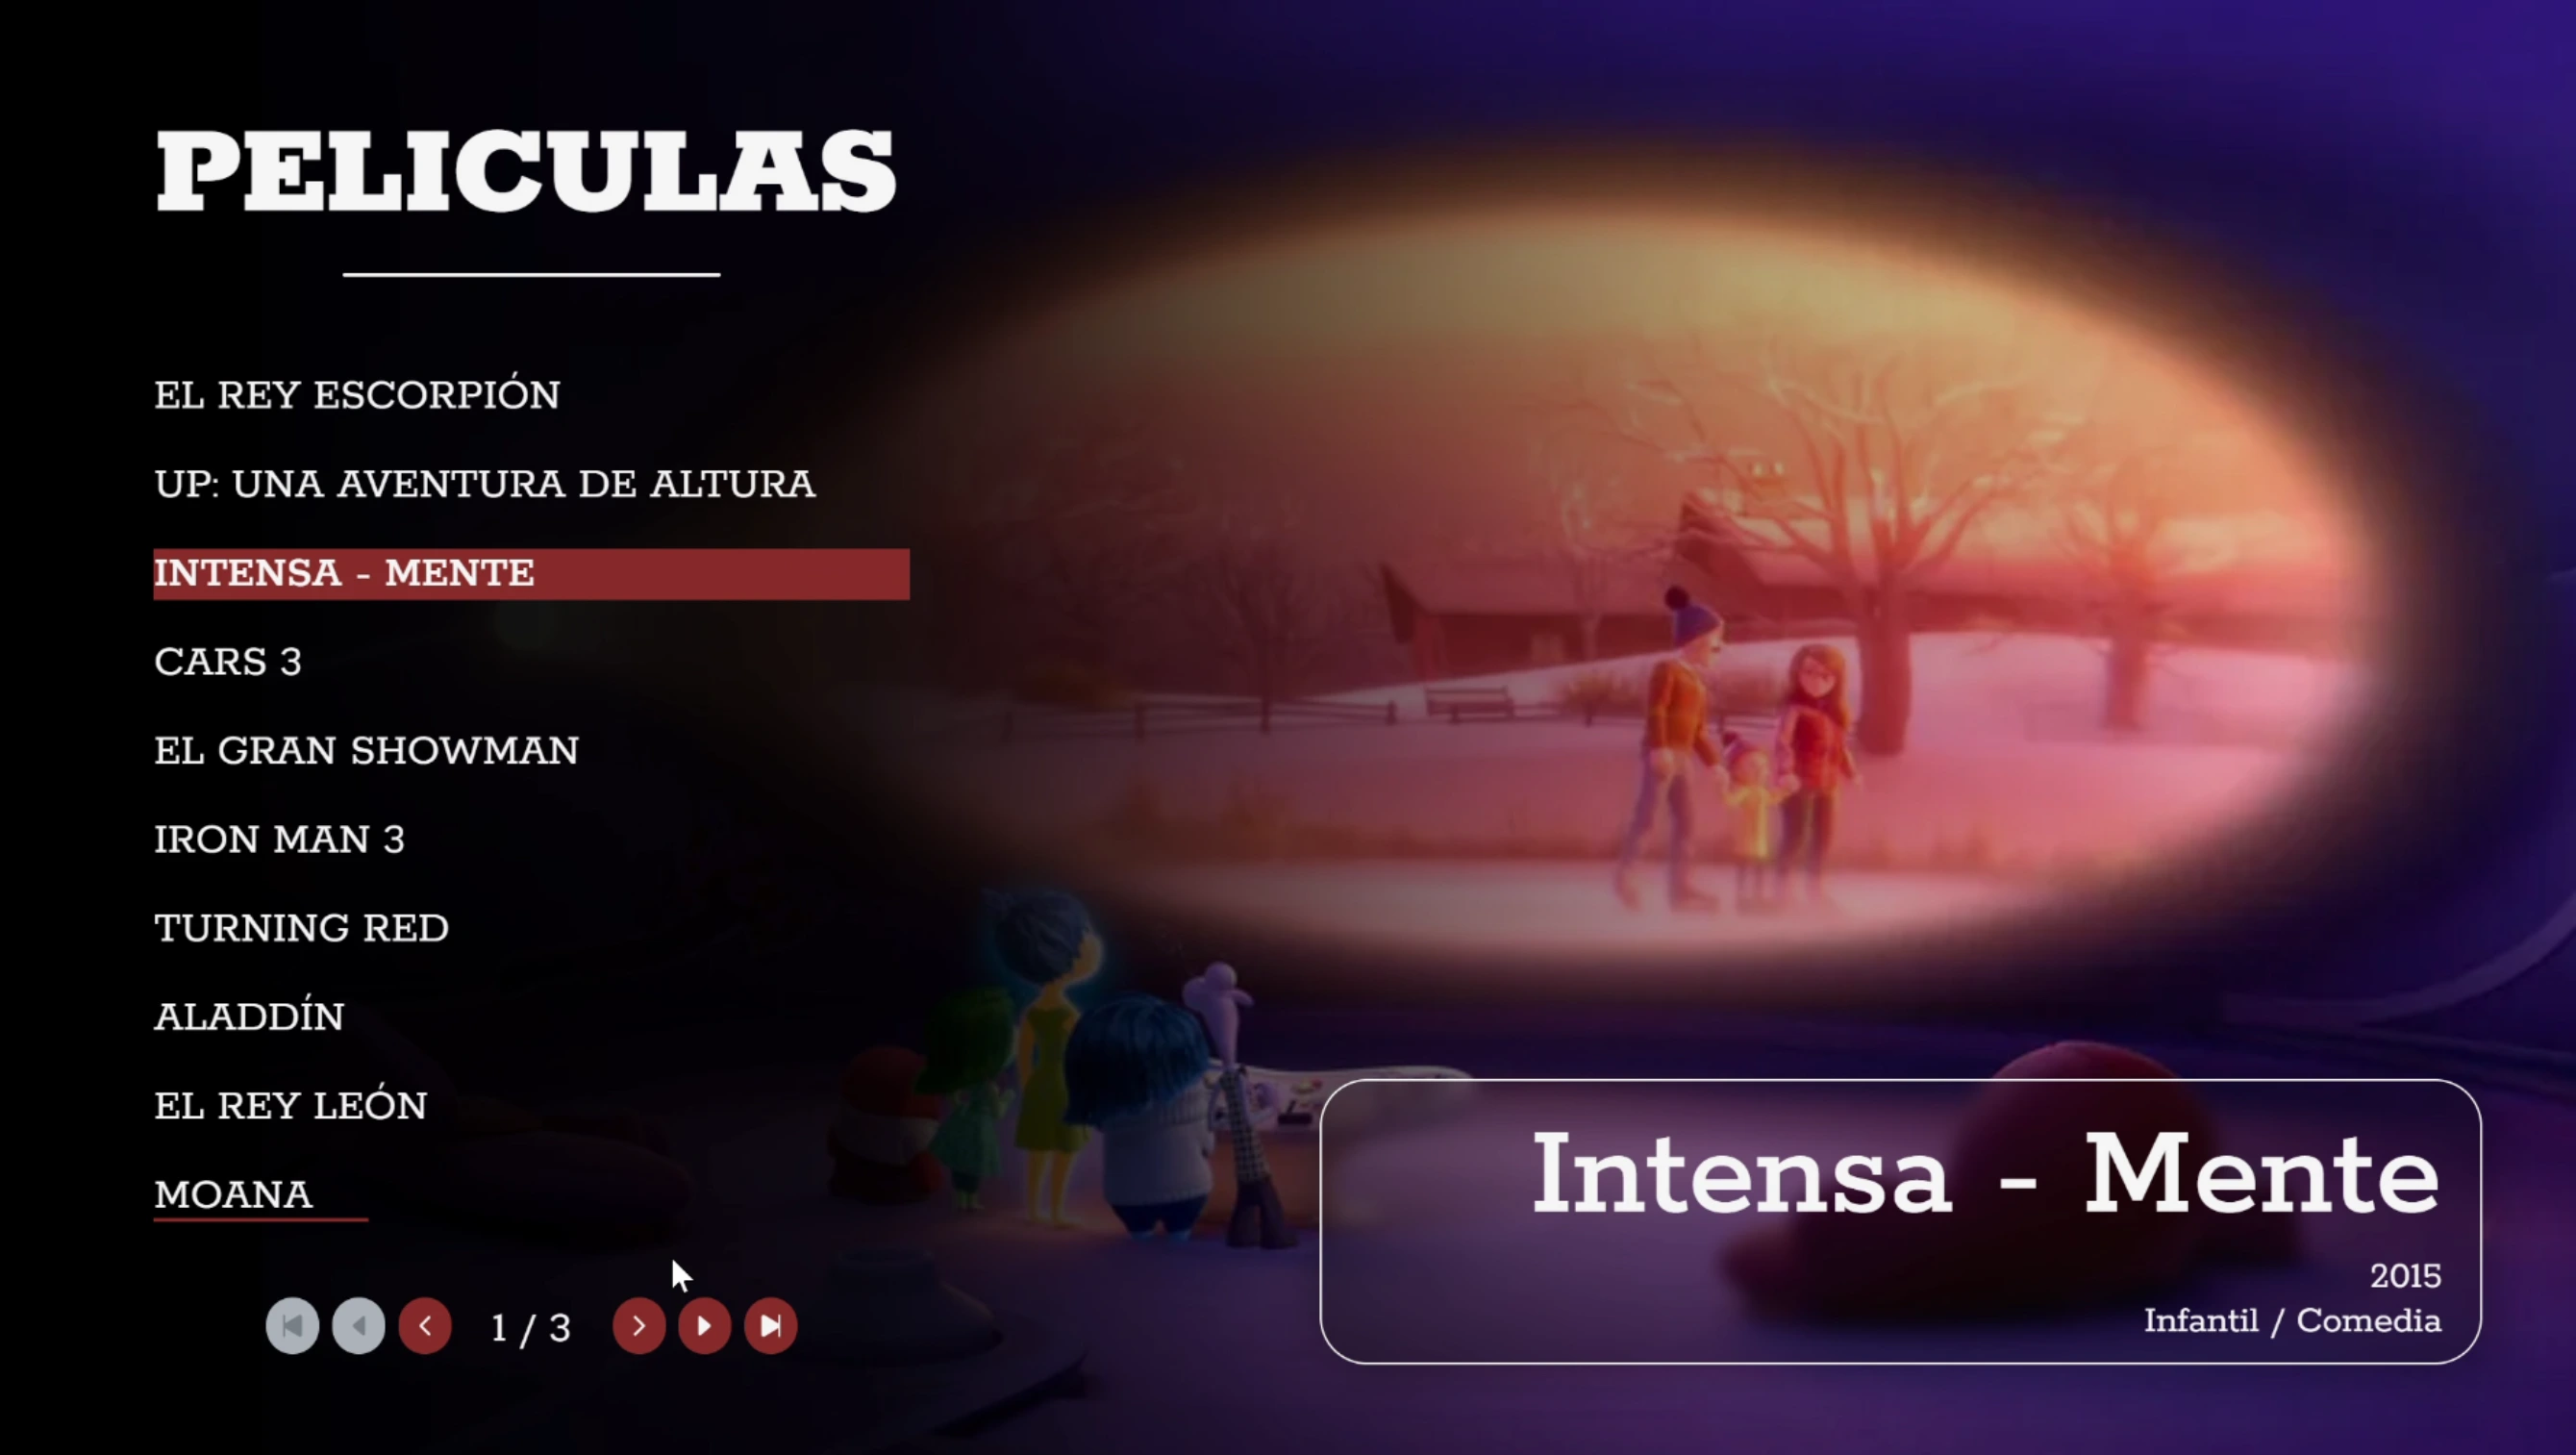 PELICULAS
EL REY ESCORPIÓN
UP: UNA AVENTURA DE ALTURA
INTENSA - MENTE
CARS 3
EL GRAN SHOWMAN
IRON MAN 3
TURNING RED
ALADDÍN
EL REY LEÓN
MOANA
1 / 3
Intensa - Mente
2015
Infantil / Comedia